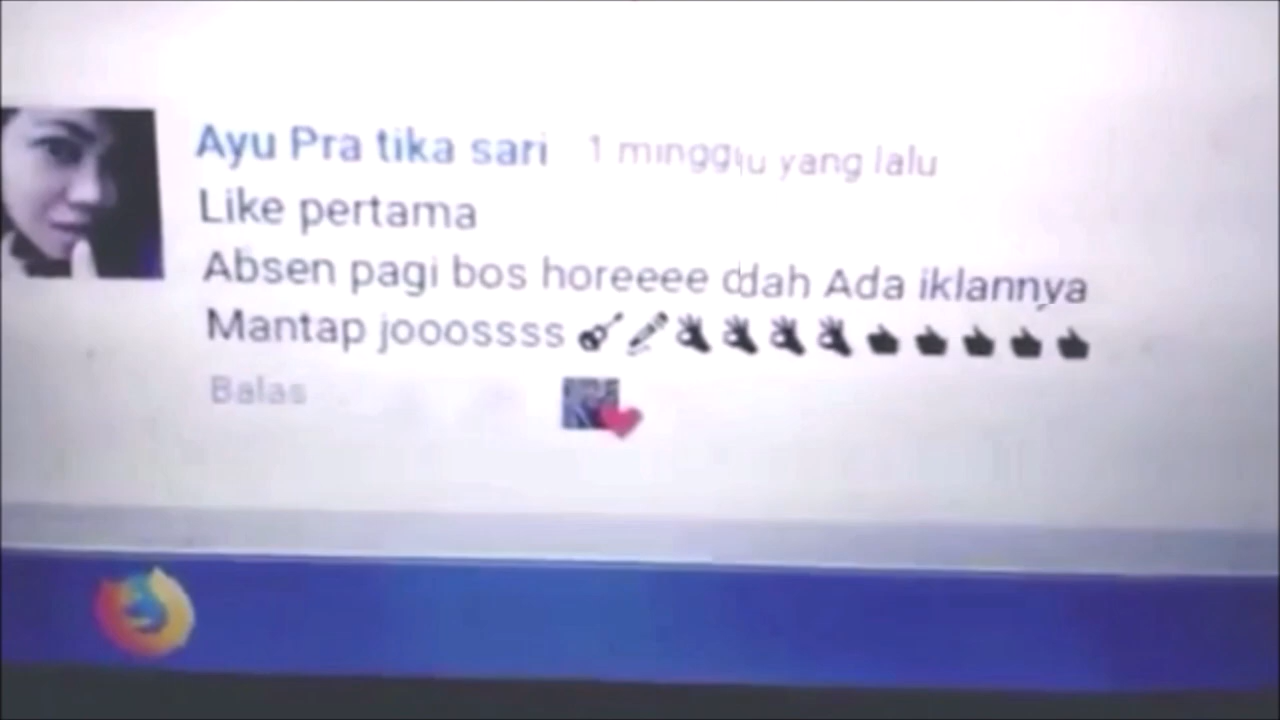 Ayu Pra tika sari 1 minggu yang lalu
Like pertama
Absen pagi bos horeeee ddah Ada iklannya
Mantap jooossss 🎸🎤👌👌👌👌👍👍👍👍👍
Balas